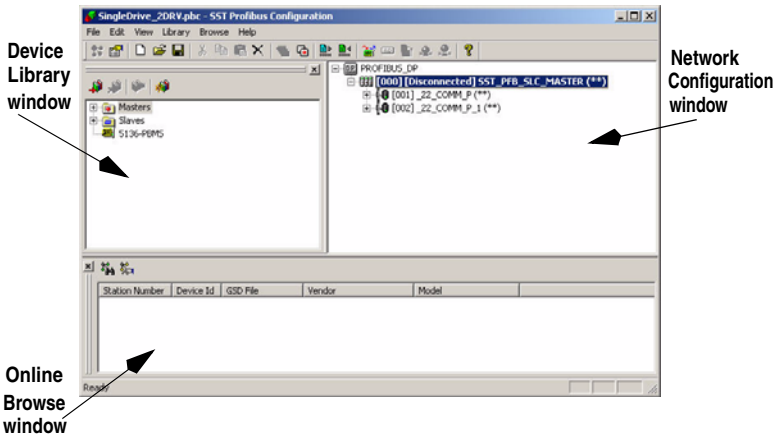 SingleDrive_2DRV.pbc - SST Profibus Configuration
File Edit View Library Browse Help
Device
Library
window
Masters
Slaves
5136-PBMS
PROFIBUS_DP
[000] [Disconnected] SST_PFB_SLC_MASTER (**)
[001] _22_COMM_P (**)
[002] _22_COMM_P_1 (**)
Network
Configuration
window
Station Number Device Id GSD File Vendor Model
Online
Browse
window
Ready